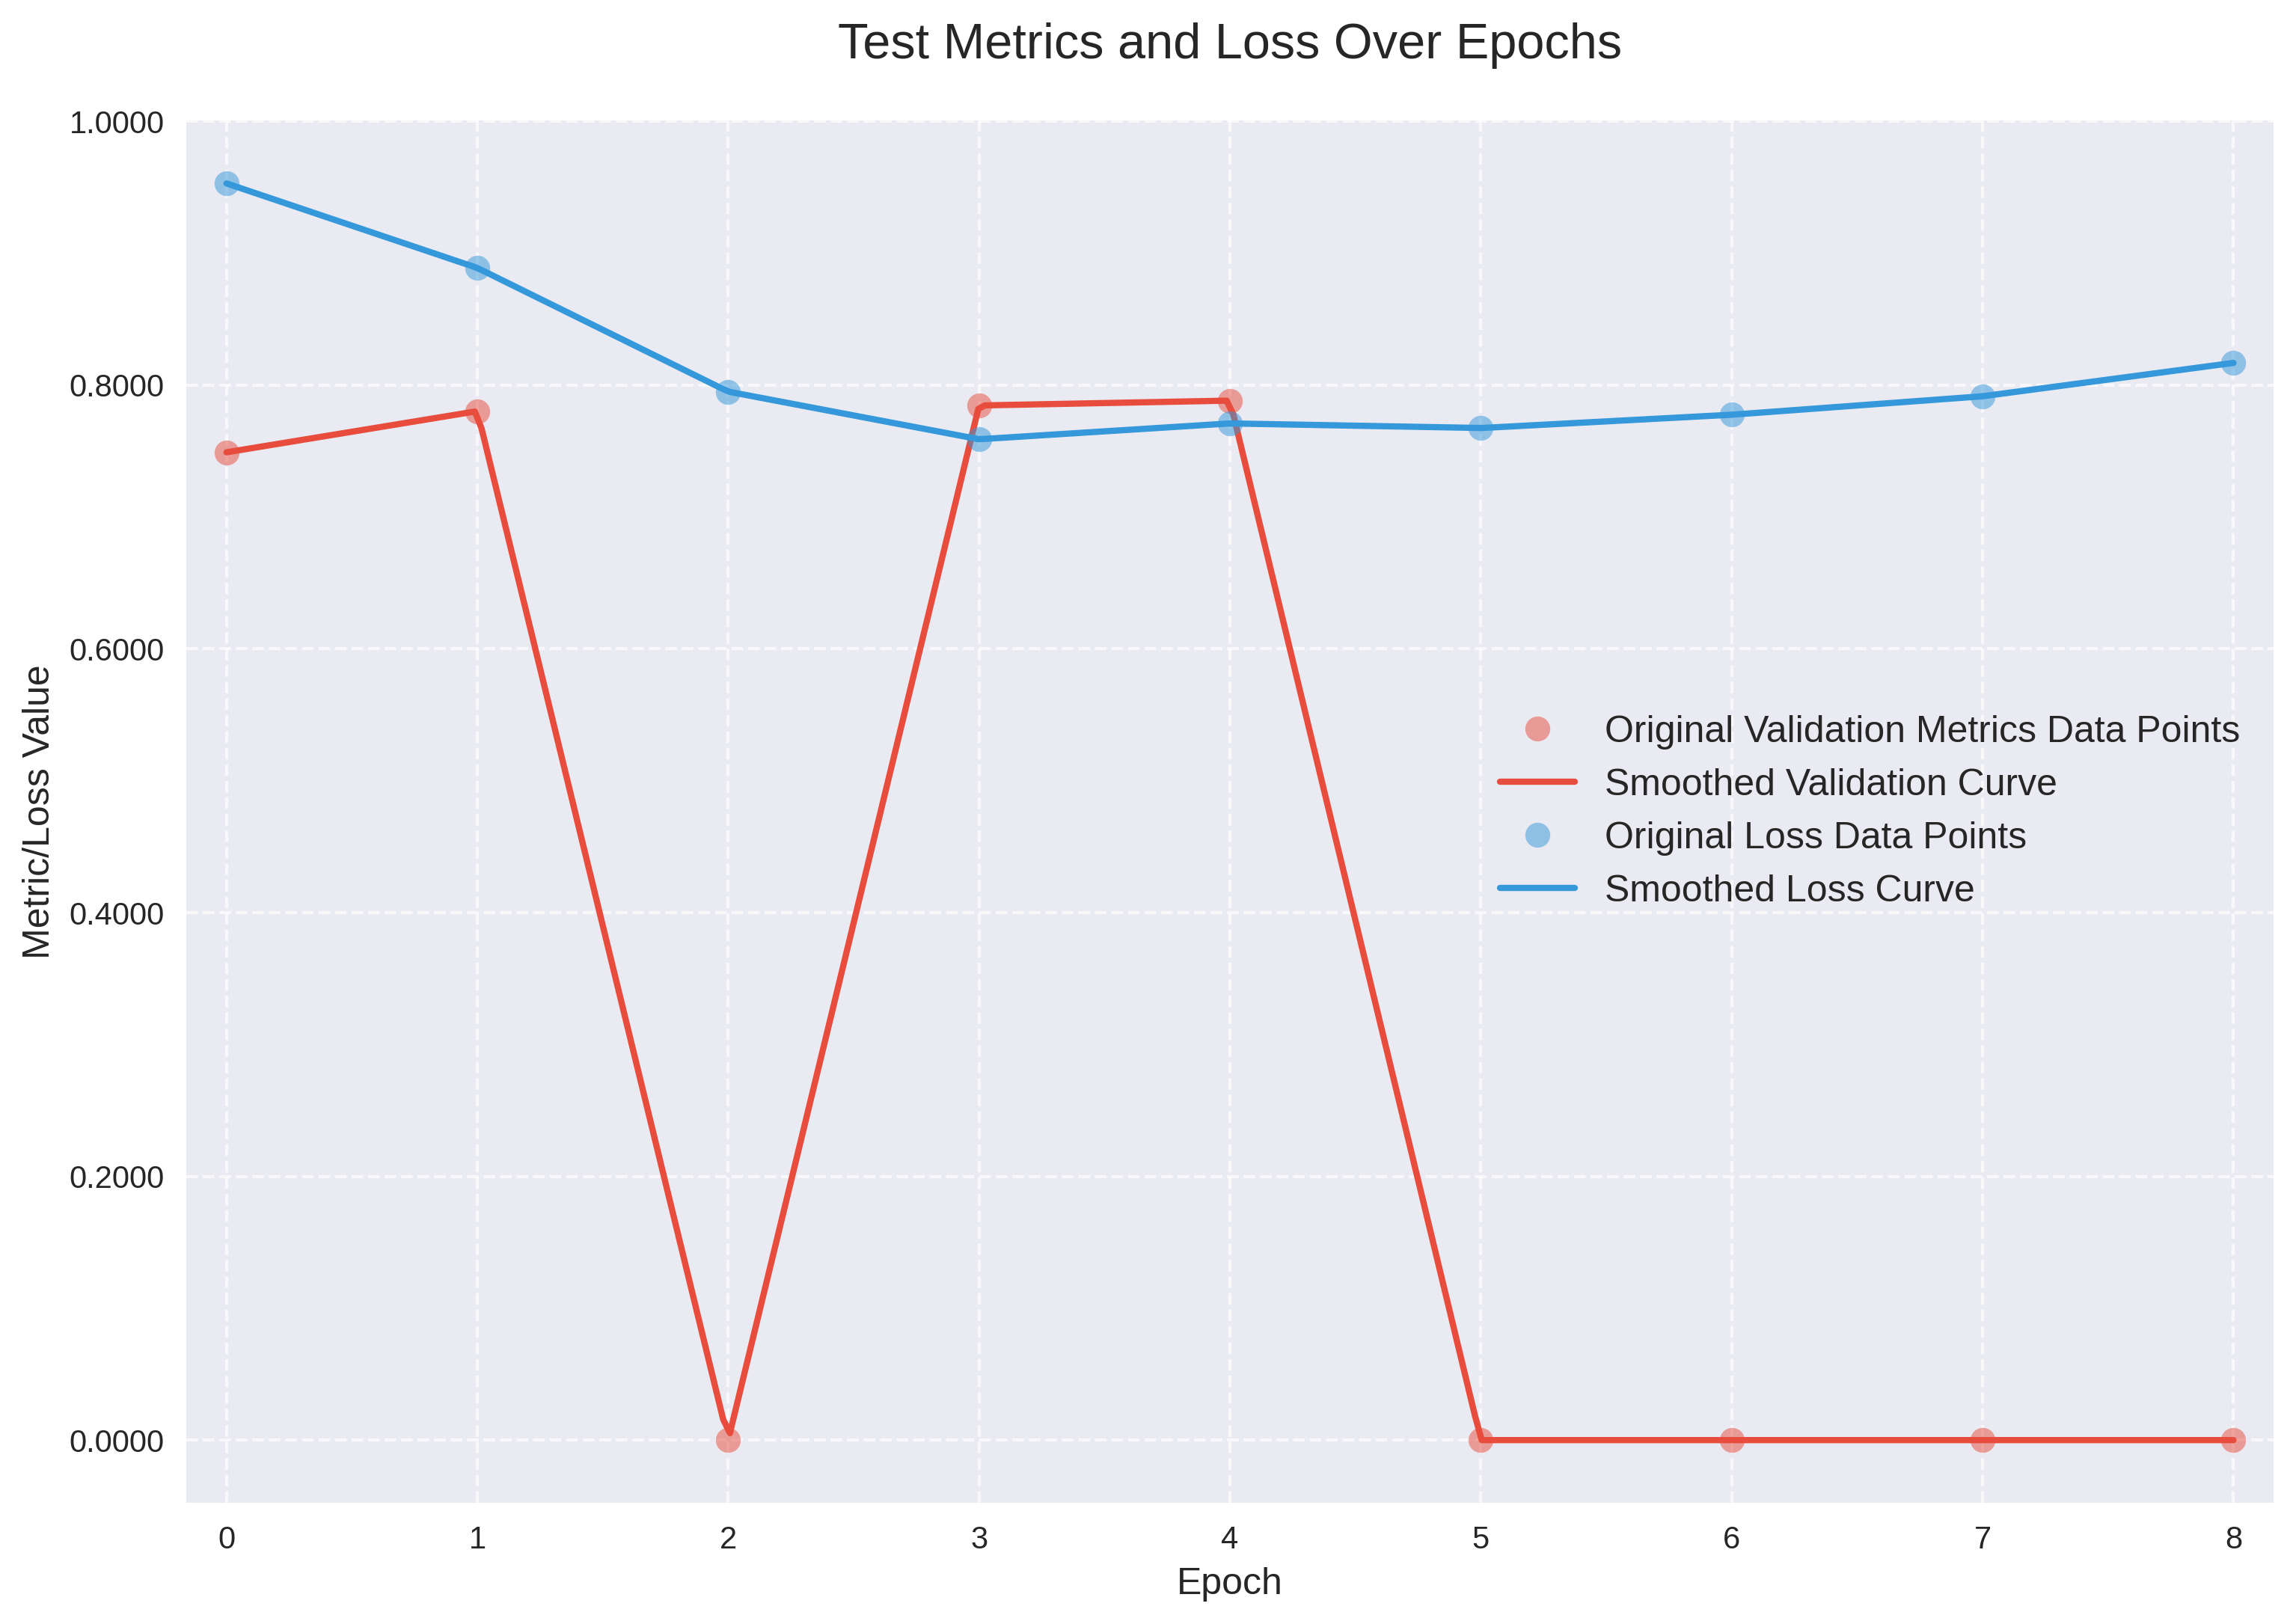 Test Metrics and Loss Over Epochs
1.0000
0.8000
0.6000
0.4000
0.2000
0.0000
Metric/Loss Value
Original Validation Metrics Data Points
Smoothed Validation Curve
Original Loss Data Points
Smoothed Loss Curve
0 1 2 3 4 5 6 7 8
Epoch